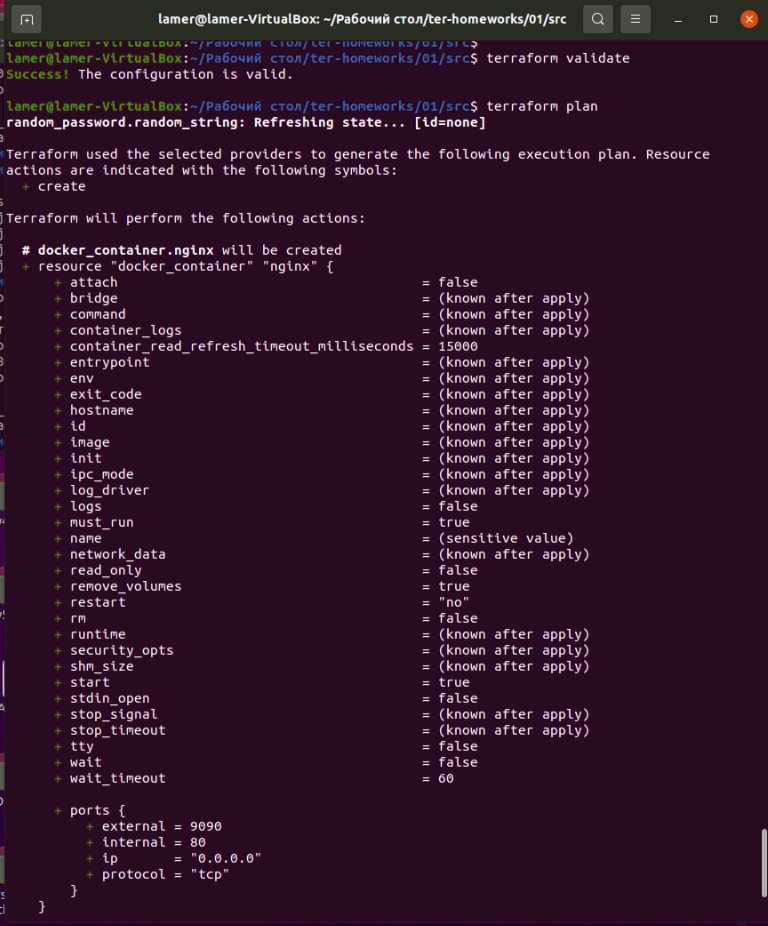 lamer@lamer-VirtualBox: ~/Рабочий стол/ter-homeworks/01/src
lamer@lamer-VirtualBox:~/Рабочий стол/ter-homeworks/01/src$
lamer@lamer-VirtualBox:~/Рабочий стол/ter-homeworks/01/src$ terraform validate
Success! The configuration is valid.
lamer@lamer-VirtualBox:~/Рабочий стол/ter-homeworks/01/src$ terraform plan
random_password.random_string: Refreshing state... [id=none]
Terraform used the selected providers to generate the following execution plan. Resource
actions are indicated with the following symbols:
+ create
Terraform will perform the following actions:
# docker_container.nginx will be created
+ resource "docker_container" "nginx" {
+ attach = false
+ bridge = (known after apply)
+ command = (known after apply)
+ container_logs = (known after apply)
+ container_read_refresh_timeout_milliseconds = 15000
+ entrypoint = (known after apply)
+ env = (known after apply)
+ exit_code = (known after apply)
+ hostname = (known after apply)
+ id = (known after apply)
+ image = (known after apply)
+ init = (known after apply)
+ ipc_mode = (known after apply)
+ log_driver = (known after apply)
+ logs = false
+ must_run = true
+ name = (sensitive value)
+ network_data = (known after apply)
+ read_only = false
+ remove_volumes = true
+ restart = "no"
+ rm = false
+ runtime = (known after apply)
+ security_opts = (known after apply)
+ shm_size = (known after apply)
+ start = true
+ stdin_open = false
+ stop_signal = (known after apply)
+ stop_timeout = (known after apply)
+ tty = false
+ wait = false
+ wait_timeout = 60
+ ports {
+ external = 9090
+ internal = 80
+ ip = "0.0.0.0"
+ protocol = "tcp"
}
}